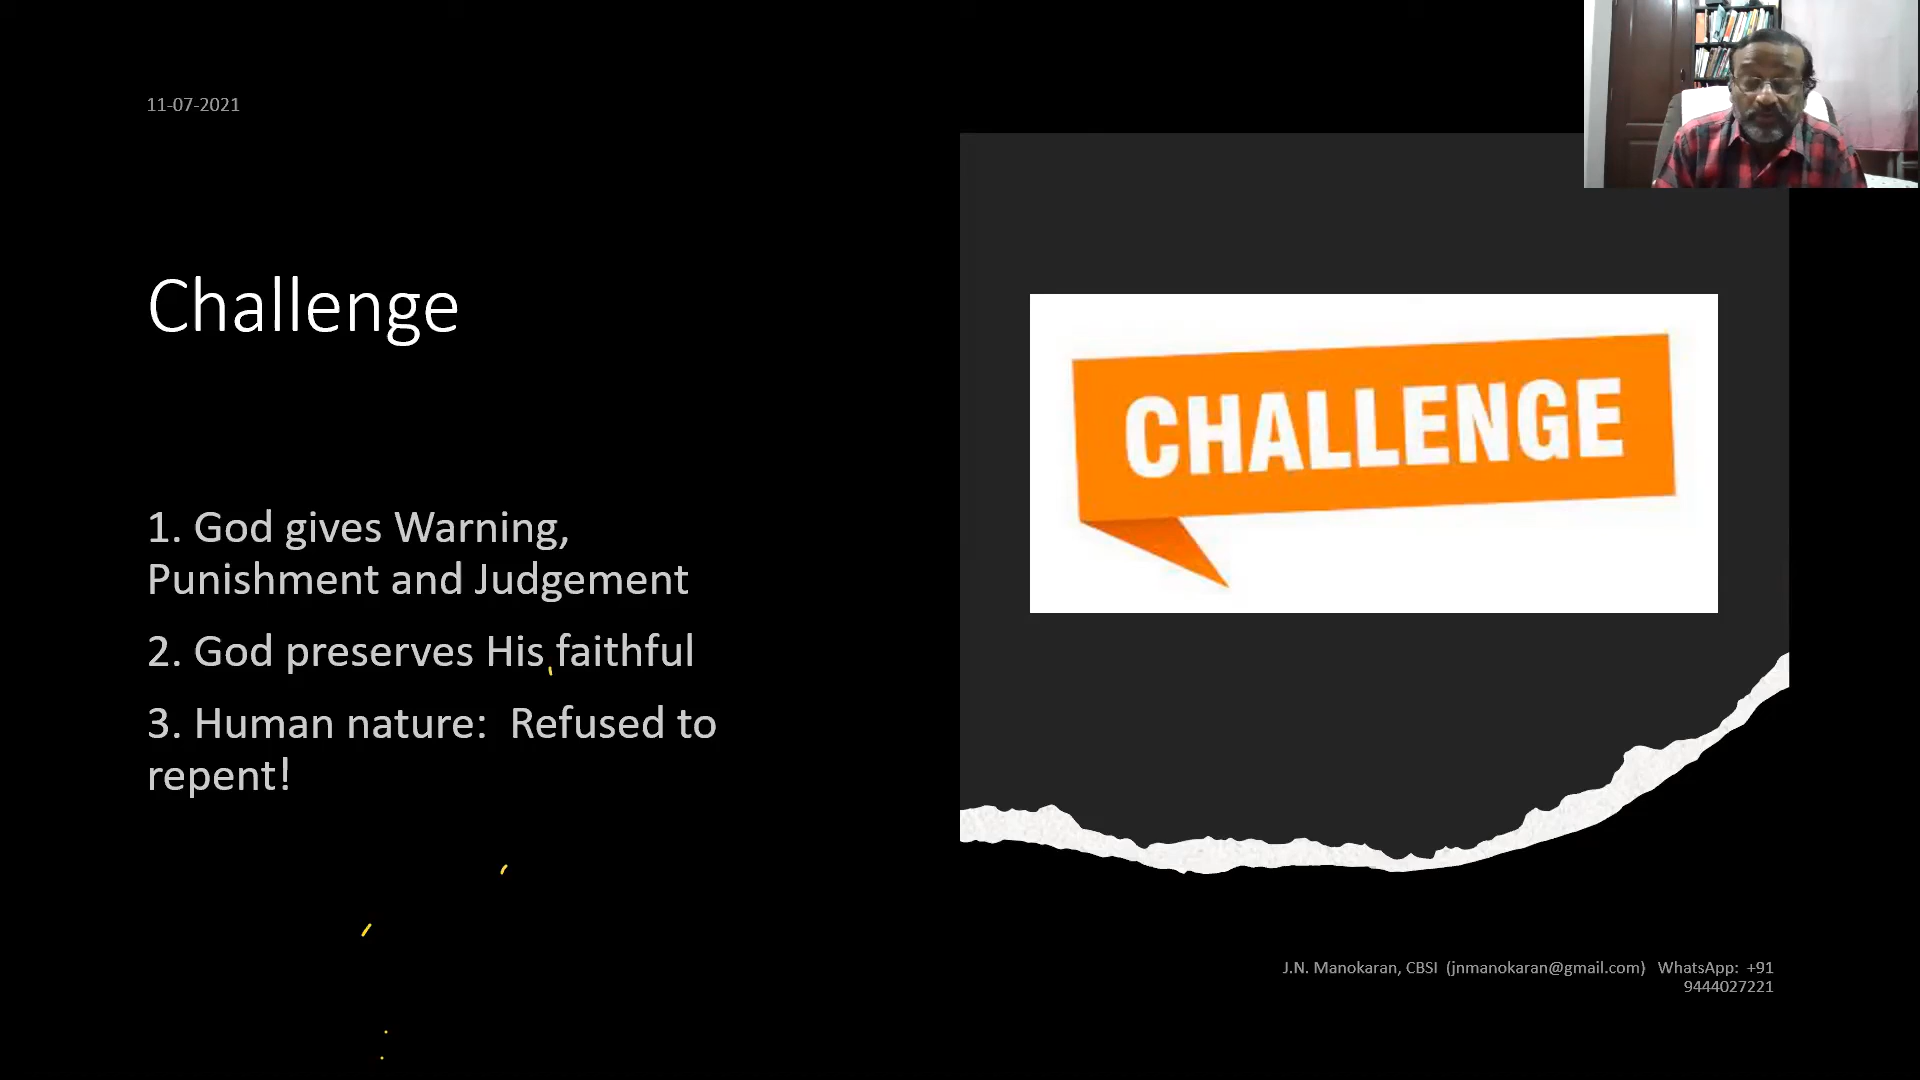 11-07-2021
Challenge
1. God gives Warning,
Punishment and Judgement
2. God preserves His faithful
3. Human nature:  Refused to
repent!
CHALLENGE
J.N. Manokaran, CBSI  (jnmanokaran@gmail.com)   WhatsApp:  +91
9444027221